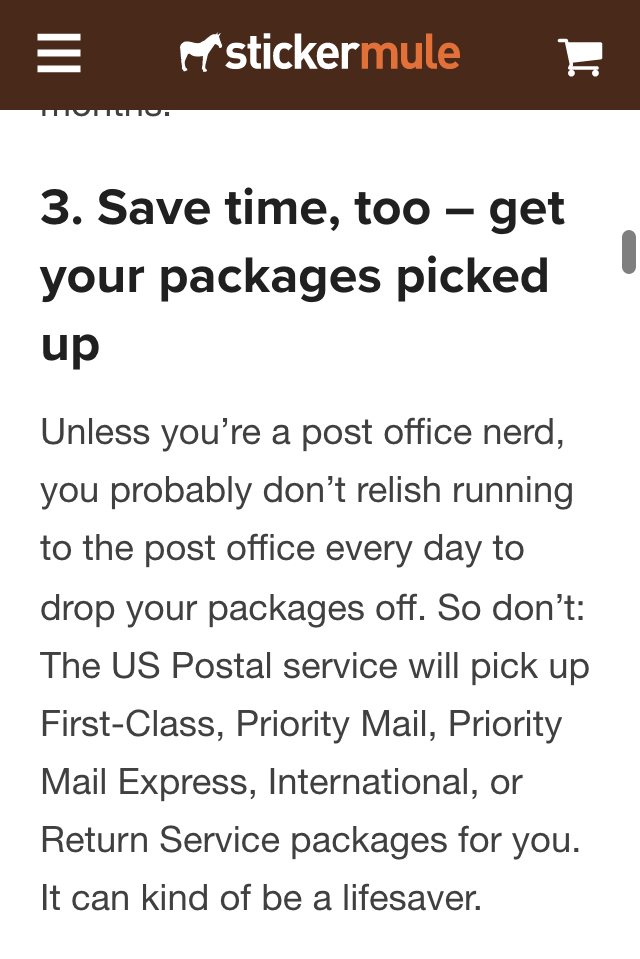 stickermule
months.
3. Save time, too – get
your packages picked
up
Unless you’re a post office nerd,
you probably don’t relish running
to the post office every day to
drop your packages off. So don’t:
The US Postal service will pick up
First-Class, Priority Mail, Priority
Mail Express, International, or
Return Service packages for you.
It can kind of be a lifesaver.